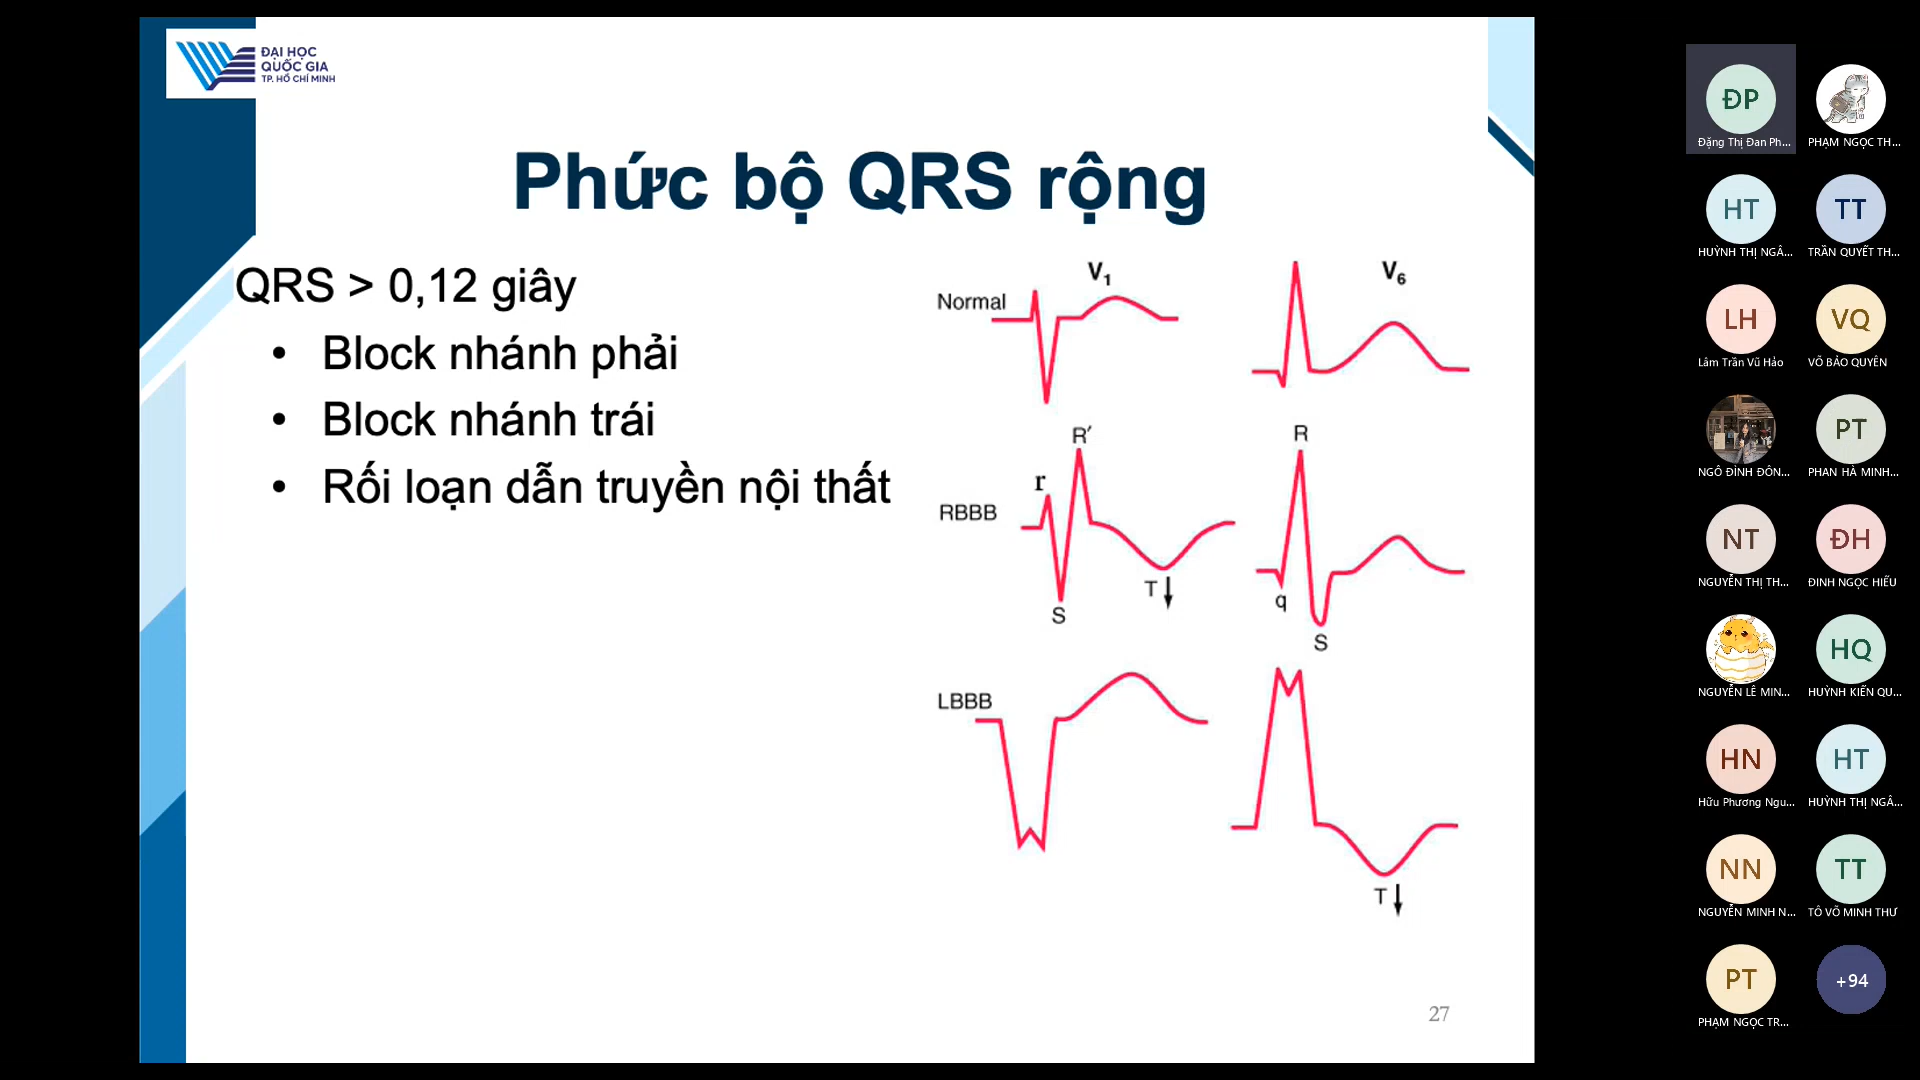 ĐẠI HỌC
QUỐC GIA
TP. HỒ CHÍ MINH
Phức bộ QRS rộng
QRS > 0,12 giây
• Block nhánh phải
• Block nhánh trái
• Rối loạn dẫn truyền nội thất
V1
V6
Normal
R′
R
r
RBBB
T
q
S
S
LBBB
T
27
ĐP
Đặng Thị Đan Ph...
PHẠM NGỌC TH...
HT
TT
HUỲNH THỊ NGÂ...
TRẦN QUYẾT TH...
LH
VQ
Lâm Trần Vũ Hảo
VÕ BẢO QUYÊN
PT
NGÔ ĐÌNH ĐÔN...
PHAN HÀ MINH...
NT
ĐH
NGUYỄN THỊ TH...
ĐINH NGỌC HIẾU
HQ
NGUYỄN LÊ MIN...
HUỲNH KIẾN QU...
HN
HT
Hữu Phương Ngu...
HUỲNH THỊ NGÂ...
NN
TT
NGUYỄN MINH N...
TÔ VÕ MINH THƯ
PT
+94
PHẠM NGỌC TR...